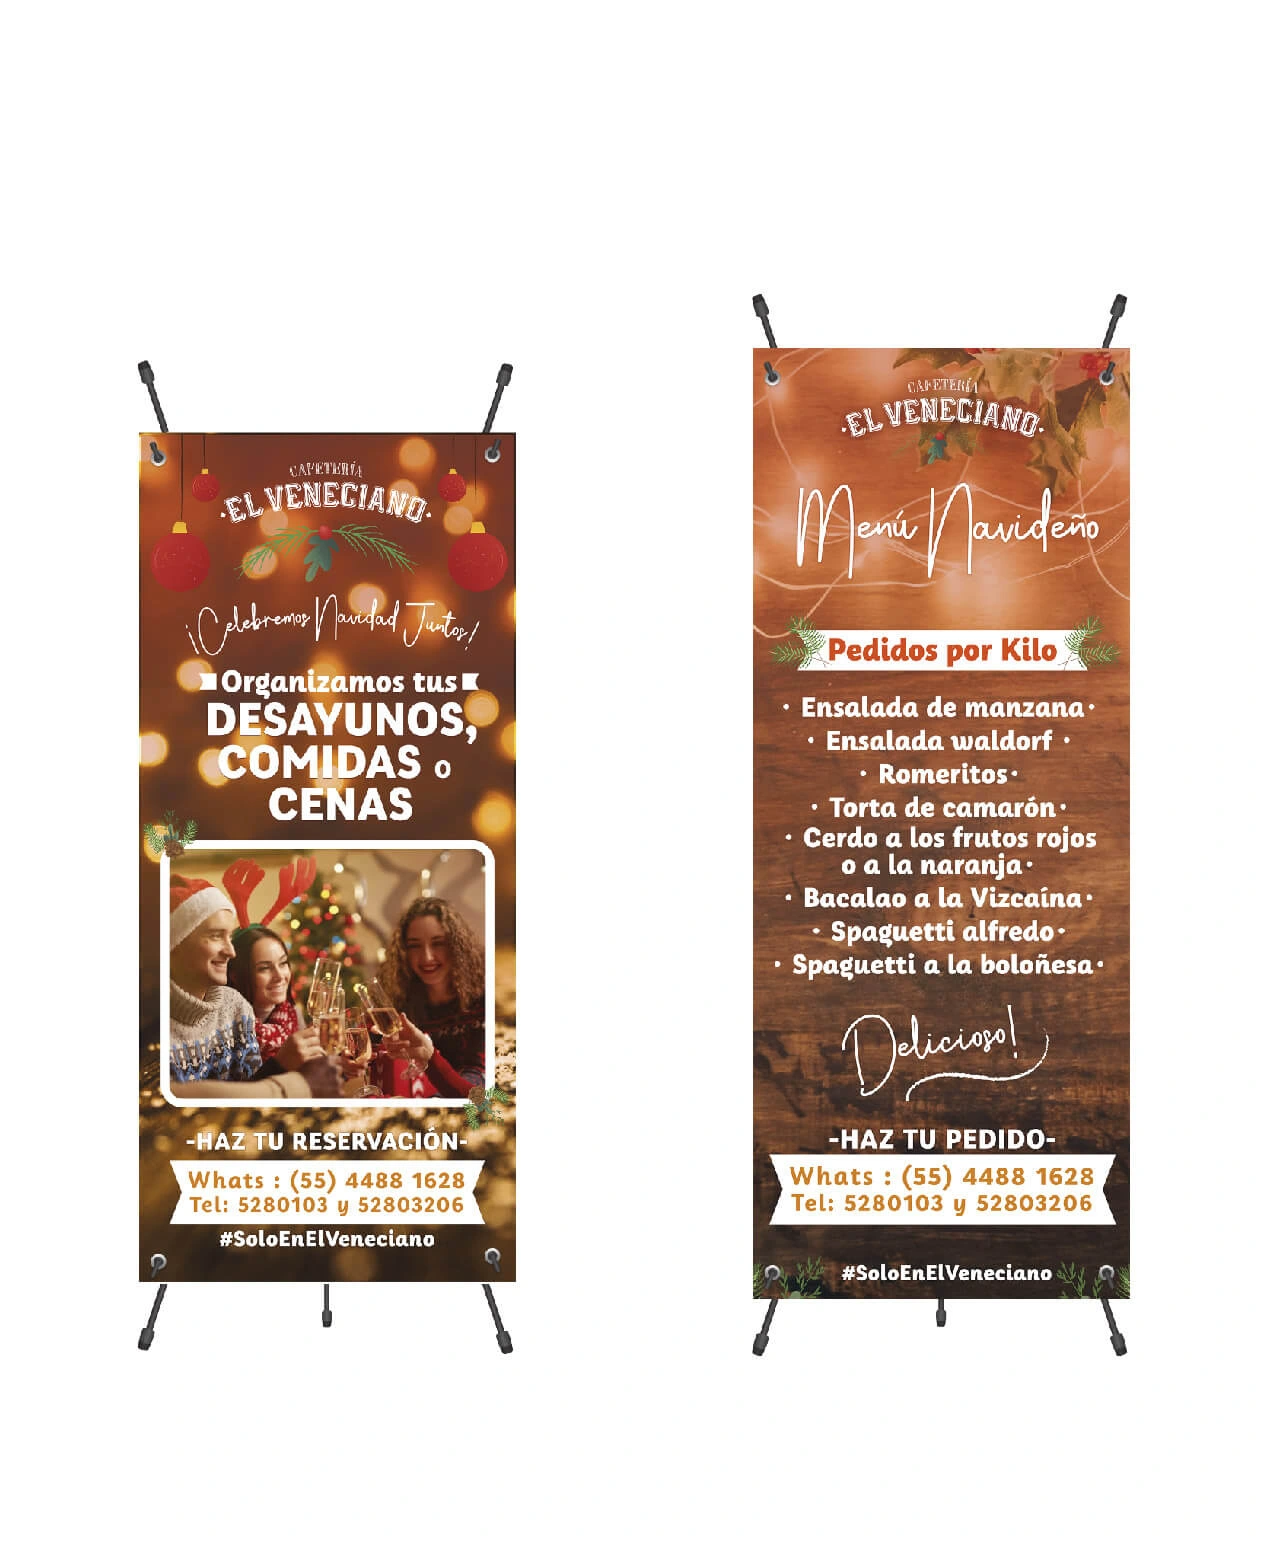 CAFETERÍA
·EL VENECIANO·
¡Celebremos Navidad Juntos!
Organizamos tus
DESAYUNOS,
COMIDAS o
CENAS
-HAZ TU RESERVACIÓN-
Whats : (55) 4488 1628
Tel: 5280103 y 52803206
#SoloEnElVeneciano
CAFETERÍA
·EL VENECIANO·
Menú Navideño
Pedidos por Kilo
· Ensalada de manzana·
· Ensalada waldorf ·
· Romeritos·
· Torta de camarón·
· Cerdo a los frutos rojos
o a la naranja·
· Bacalao a la Vizcaína·
· Spaguetti alfredo·
· Spaguetti a la boloñesa·
Delicioso!
-HAZ TU PEDIDO-
Whats : (55) 4488 1628
Tel: 5280103 y 52803206
#SoloEnElVeneciano